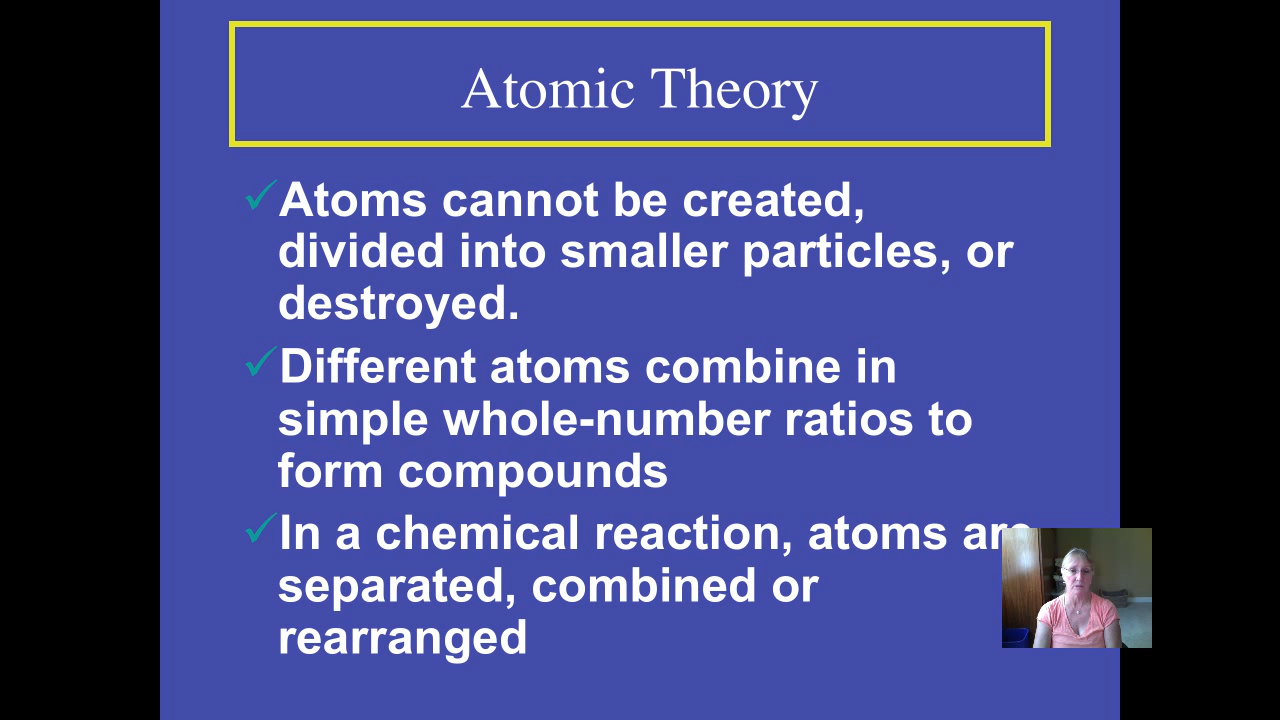 Atomic Theory
✓Atoms cannot be created,
divided into smaller particles, or
destroyed.
✓Different atoms combine in
simple whole-number ratios to
form compounds
✓In a chemical reaction, atoms are
separated, combined or
rearranged